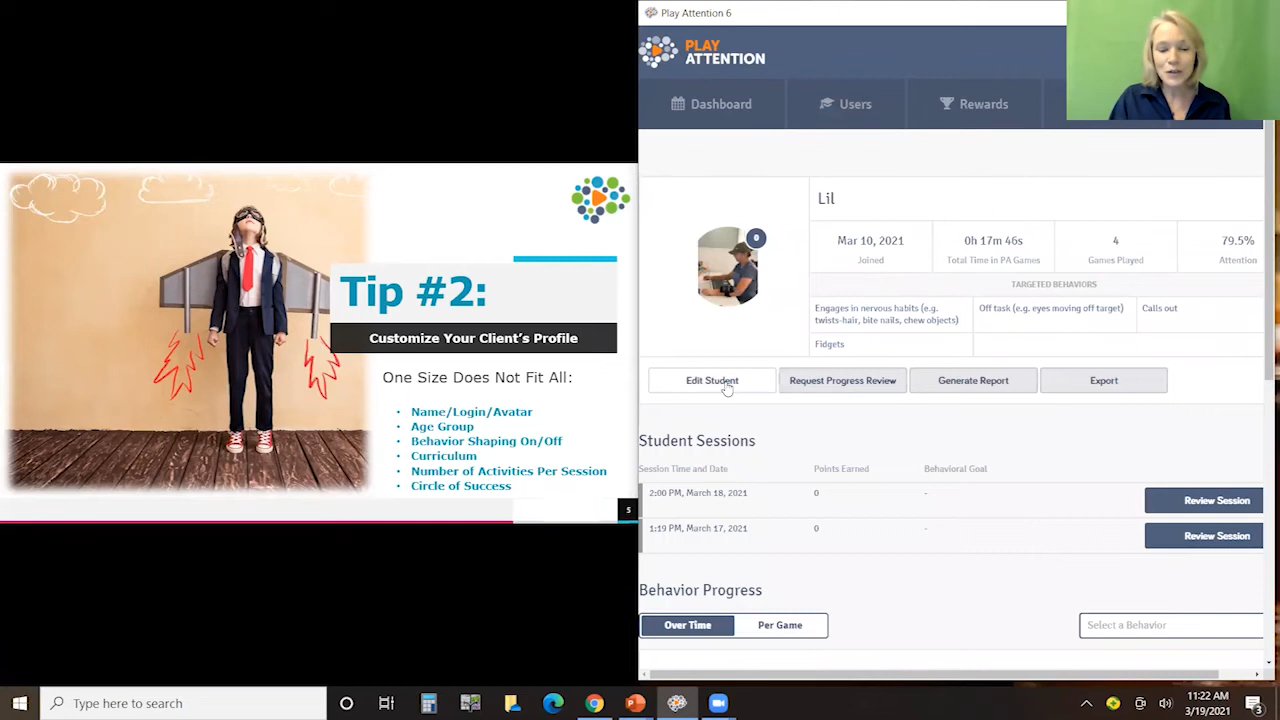 Tip #2:
Customize Your Client's Profile
One Size Does Not Fit All:
• Name/Login/Avatar
• Age Group
• Behavior Shaping On/Off
• Curriculum
• Number of Activities Per Session
• Circle of Success
5
Play Attention 6
PLAY
ATTENTION
Dashboard Users Rewards
0
Lil
Mar 10, 2021 0h 17m 46s 4 79.5%
Joined Total Time in PA Games Games Played Attention
TARGETED BEHAVIORS
Engages in nervous habits (e.g. Off task (e.g. eyes moving off target) Calls out
twists-hair, bite nails, chew objects)
Fidgets
Edit Student Request Progress Review Generate Report Export
Student Sessions
Session Time and Date Points Earned Behavioral Goal
2:00 PM, March 18, 2021 0 - Review Session
1:19 PM, March 17, 2021 0 - Review Session
Behavior Progress
Over Time Per Game Select a Behavior
Type here to search
11:22 AM
3/19/2021
3